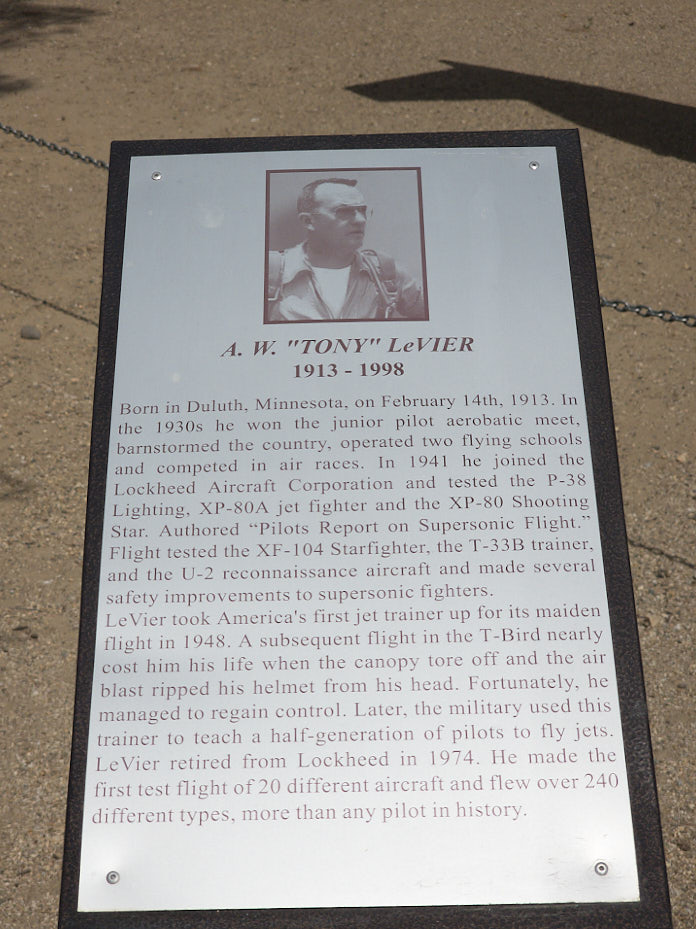 A. W. "TONY" LeVIER
1913 - 1998
Born in Duluth, Minnesota, on February 14th, 1913. In
the 1930s he won the junior pilot aerobatic meet,
barnstormed the country, operated two flying schools
and competed in air races. In 1941 he joined the
Lockheed Aircraft Corporation and tested the P-38
Lighting, XP-80A jet fighter and the XP-80 Shooting
Star. Authored “Pilots Report on Supersonic Flight.”
Flight tested the XF-104 Starfighter, the T-33B trainer,
and the U-2 reconnaissance aircraft and made several
safety improvements to supersonic fighters.
LeVier took America's first jet trainer up for its maiden
flight in 1948. A subsequent flight in the T-Bird nearly
cost him his life when the canopy tore off and the air
blast ripped his helmet from his head. Fortunately, he
managed to regain control. Later, the military used this
trainer to teach a half-generation of pilots to fly jets.
LeVier retired from Lockheed in 1974. He made the
first test flight of 20 different aircraft and flew over 240
different types, more than any pilot in history.